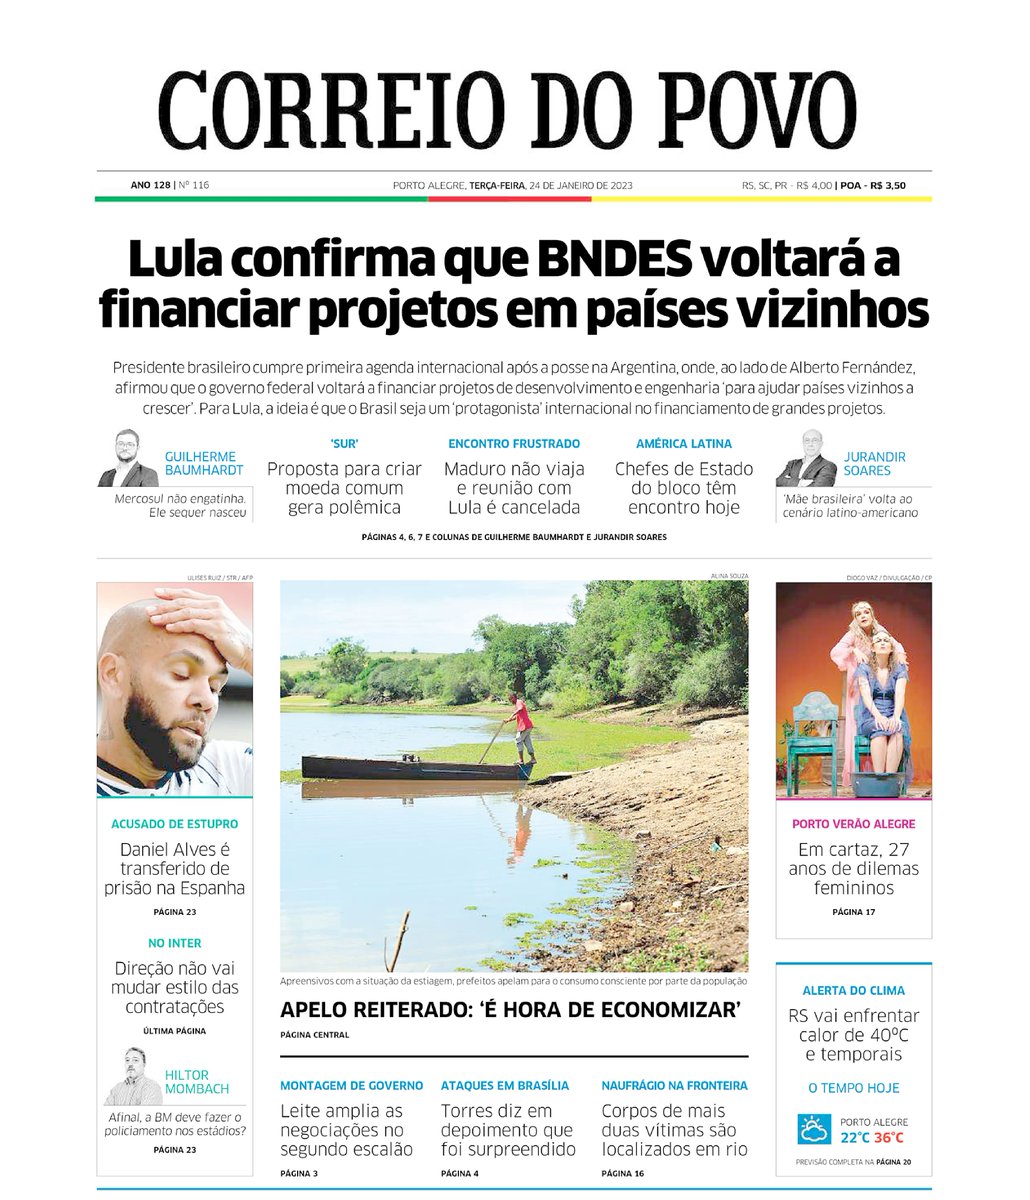 CORREIO DO POVO
ANO 128 | Nº 116
PORTO ALEGRE, TERÇA-FEIRA, 24 DE JANEIRO DE 2023
RS, SC, PR - R$ 4,00 | POA - R$ 3,50
Lula confirma que BNDES voltará a
financiar projetos em países vizinhos
Presidente brasileiro cumpre primeira agenda internacional após a posse na Argentina, onde, ao lado de Alberto Fernández,
afirmou que o governo federal voltará a financiar projetos de desenvolvimento e engenharia ‘para ajudar países vizinhos a
crescer’. Para Lula, a ideia é que o Brasil seja um ‘protagonista’ internacional no financiamento de grandes projetos.
GUILHERME
BAUMHARDT
Mercosul não engatinha.
Ele sequer nasceu
‘SUR’
Proposta para criar
moeda comum
gera polêmica
ENCONTRO FRUSTRADO
Maduro não viaja
e reunião com
Lula é cancelada
AMÉRICA LATINA
Chefes de Estado
do bloco têm
encontro hoje
JURANDIR
SOARES
‘Mãe brasileira’ volta ao
cenário latino-americano
PÁGINAS 4, 6, 7 E COLUNAS DE GUILHERME BAUMHARDT E JURANDIR SOARES
ULISES RUIZ / STR / AFP
ACUSADO DE ESTUPRO
Daniel Alves é
transferido de
prisão na Espanha
PÁGINA 23
NO INTER
Direção não vai
mudar estilo das
contratações
ÚLTIMA PÁGINA
HILTOR
MOMBACH
Afinal, a BM deve fazer o
policiamento nos estádios?
PÁGINA 23
ALINA SOUZA
Apreensivos com a situação da estiagem, prefeitos apelam para o consumo consciente por parte da população
APELO REITERADO: ‘É HORA DE ECONOMIZAR’
PÁGINA CENTRAL
MONTAGEM DE GOVERNO
Leite amplia as
negociações no
segundo escalão
PÁGINA 3
ATAQUES EM BRASÍLIA
Torres diz em
depoimento que
foi surpreendido
PÁGINA 4
NAUFRÁGIO NA FRONTEIRA
Corpos de mais
duas vítimas são
localizados em rio
PÁGINA 16
DIOGO VAZ / DIVULGAÇÃO / CP
PORTO VERÃO ALEGRE
Em cartaz, 27
anos de dilemas
femininos
PÁGINA 17
ALERTA DO CLIMA
RS vai enfrentar
calor de 40ºC
e temporais
O TEMPO HOJE
PORTO ALEGRE
22°C 36°C
PREVISÃO COMPLETA NA PÁGINA 20